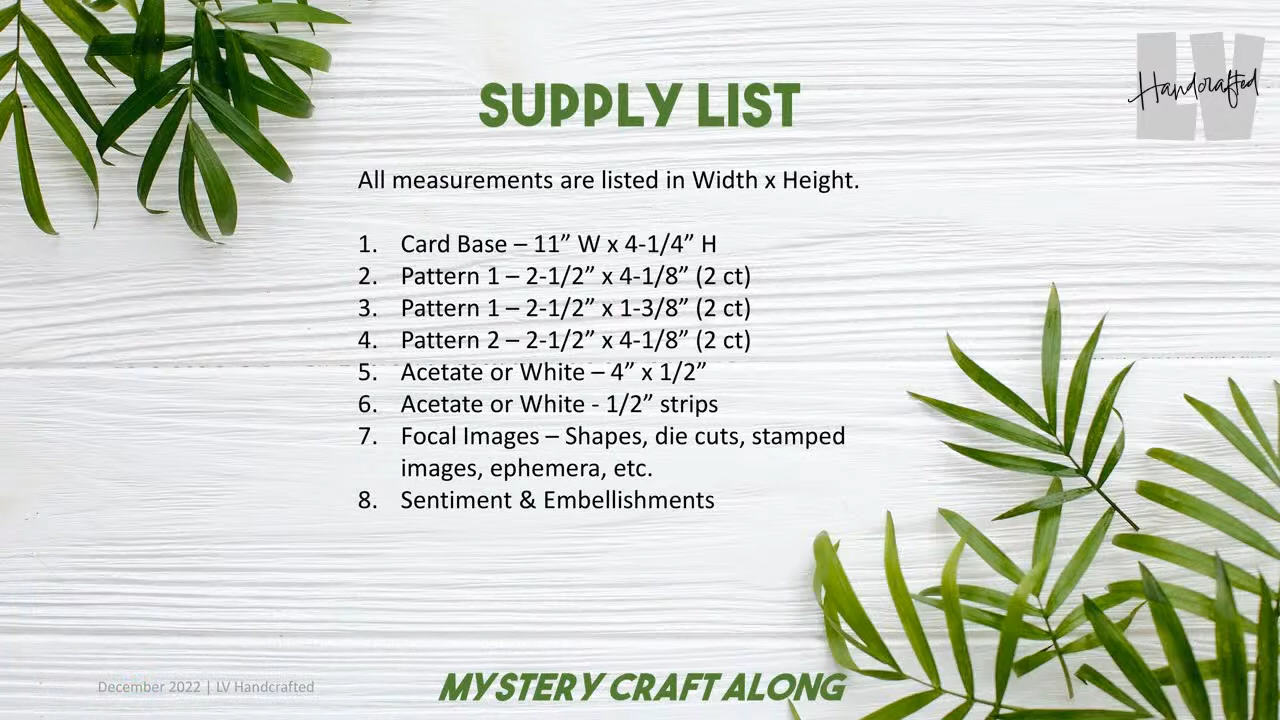 Handcrafted
SUPPLY LIST
All measurements are listed in Width x Height.
1. Card Base – 11” W x 4-1/4” H
2. Pattern 1 – 2-1/2” x 4-1/8” (2 ct)
3. Pattern 1 – 2-1/2” x 1-3/8” (2 ct)
4. Pattern 2 – 2-1/2” x 4-1/8” (2 ct)
5. Acetate or White – 4” x 1/2”
6. Acetate or White - 1/2” strips
7. Focal Images – Shapes, die cuts, stamped
images, ephemera, etc.
8. Sentiment & Embellishments
December 2022 | LV Handcrafted
MYSTERY CRAFT ALONG